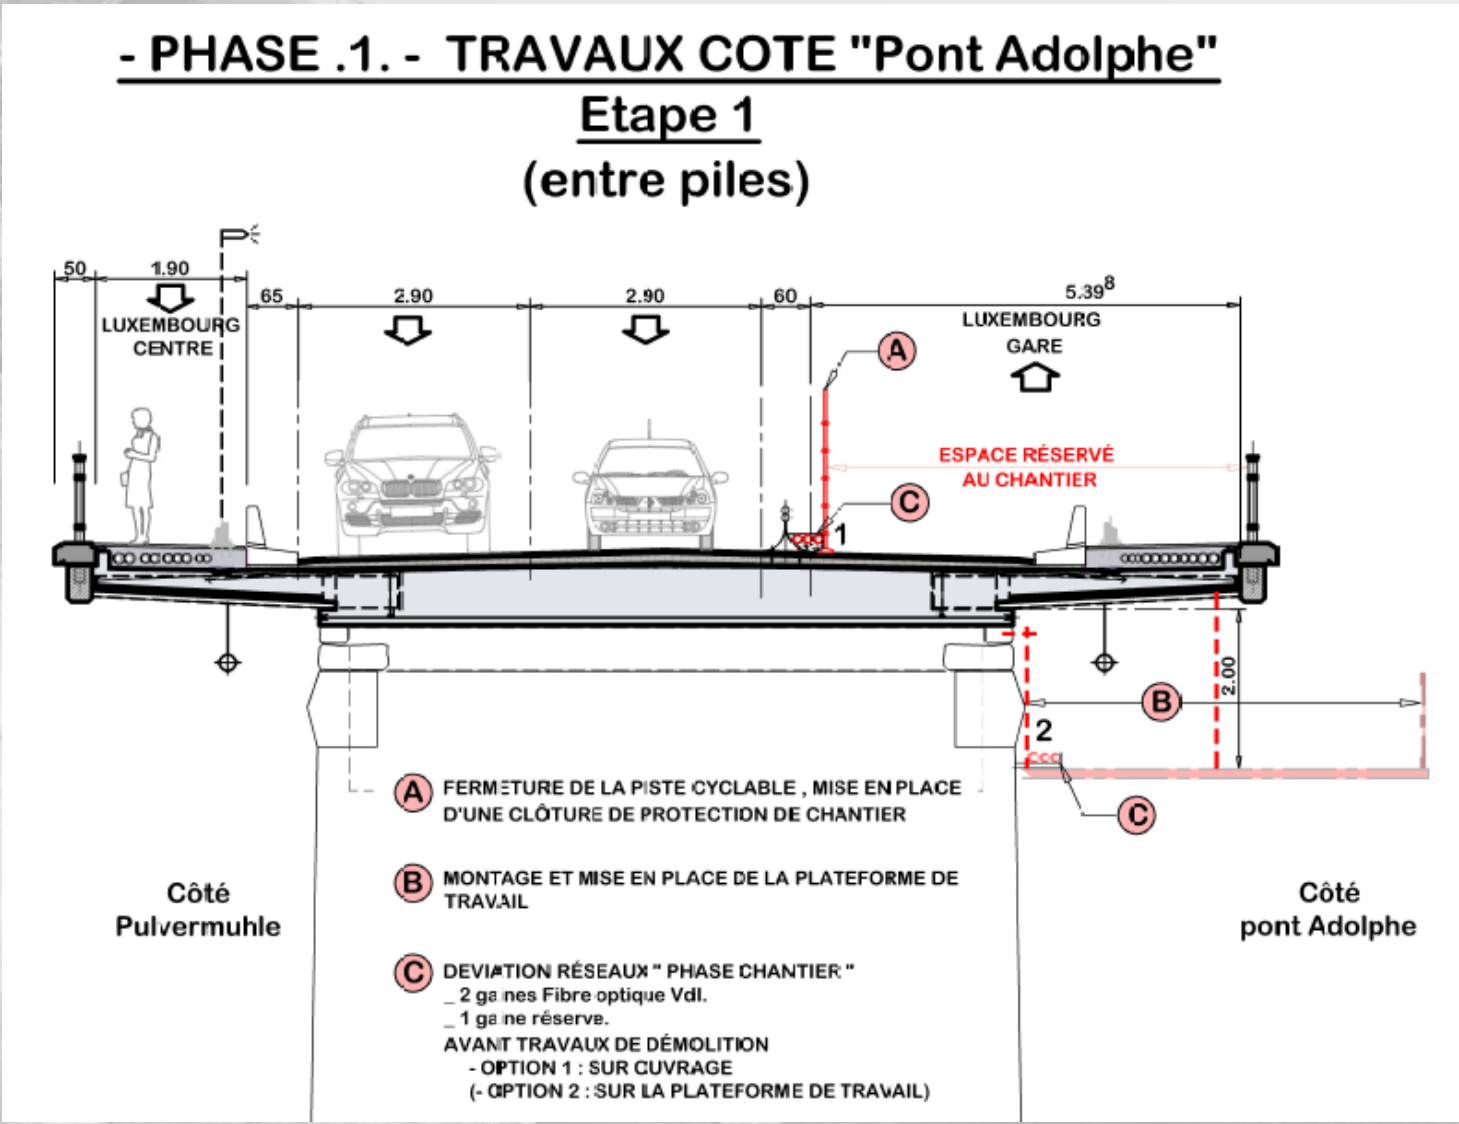 - PHASE .1. - TRAVAUX COTE "Pont Adolphe"
Etape 1
(entre piles)
50
1.90
65
2.90
2.90
60
5.39⁸
LUXEMBOURG
CENTRE
LUXEMBOURG
GARE
A
ESPACE RÉSERVÉ
AU CHANTIER
C
1
2.00
B
2
C
A FERMETURE DE LA PISTE CYCLABLE , MISE EN PLACE
D'UNE CLÔTURE DE PROTECTION DE CHANTIER
B MONTAGE ET MISE EN PLACE DE LA PLATEFORME DE
TRAVAIL
Côté
Pulvermuhle
Côté
pont Adolphe
C DEVIATION RÉSEAUX " PHASE CHANTIER "
_ 2 gaines Fibre optique Vdl.
_ 1 gaine réserve.
AVANT TRAVAUX DE DÉMOLITION
- OPTION 1 : SUR OUVRAGE
(- OPTION 2 : SUR LA PLATEFORME DE TRAVAIL)